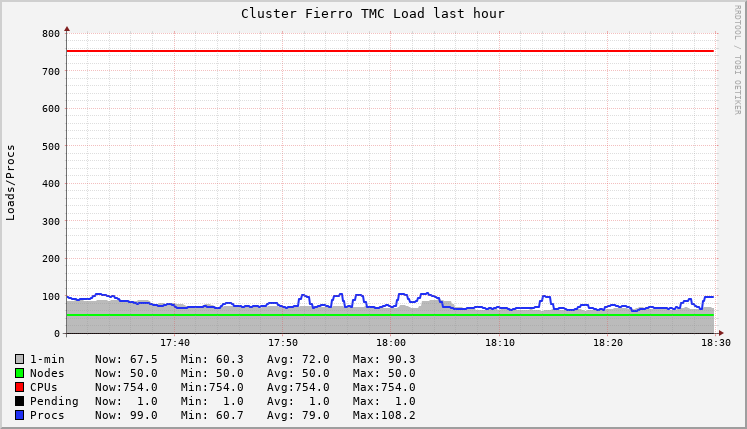 Cluster Fierro TMC Load last hour
RRDTOOL / TOBI OETIKER
Loads/Procs
800
700
600
500
400
300
200
100
0
17:40 17:50 18:00 18:10 18:20 18:30
1-min Now: 67.5 Min: 60.3 Avg: 72.0 Max: 90.3
Nodes Now: 50.0 Min: 50.0 Avg: 50.0 Max: 50.0
CPUs Now:754.0 Min:754.0 Avg:754.0 Max:754.0
Pending Now: 1.0 Min: 1.0 Avg: 1.0 Max: 1.0
Procs Now: 99.0 Min: 60.7 Avg: 79.0 Max:108.2